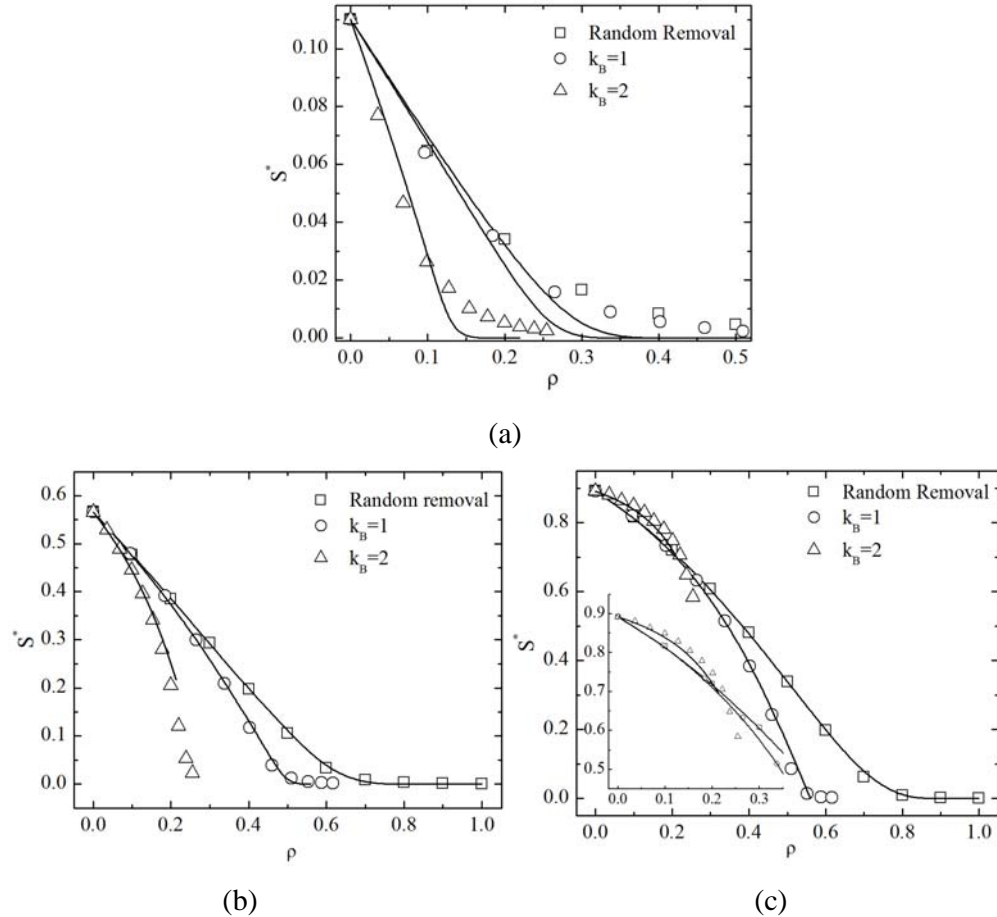 0.10
0.08
0.06
0.04
0.02
0.00
S*
Random Removal
k_B=1
k_B=2
0.0 0.1 0.2 0.3 0.4 0.5
ρ
(a)
0.6
0.5
0.4
0.3
0.2
0.1
0.0
S*
Random removal
k_B=1
k_B=2
0.0 0.2 0.4 0.6 0.8 1.0
ρ
(b)
0.8
0.6
0.4
0.2
0.0
S*
Random Removal
k_B=1
k_B=2
0.9
0.8
0.7
0.6
0.5
0.0 0.1 0.2 0.3
0.0 0.2 0.4 0.6 0.8 1.0
ρ
(c)